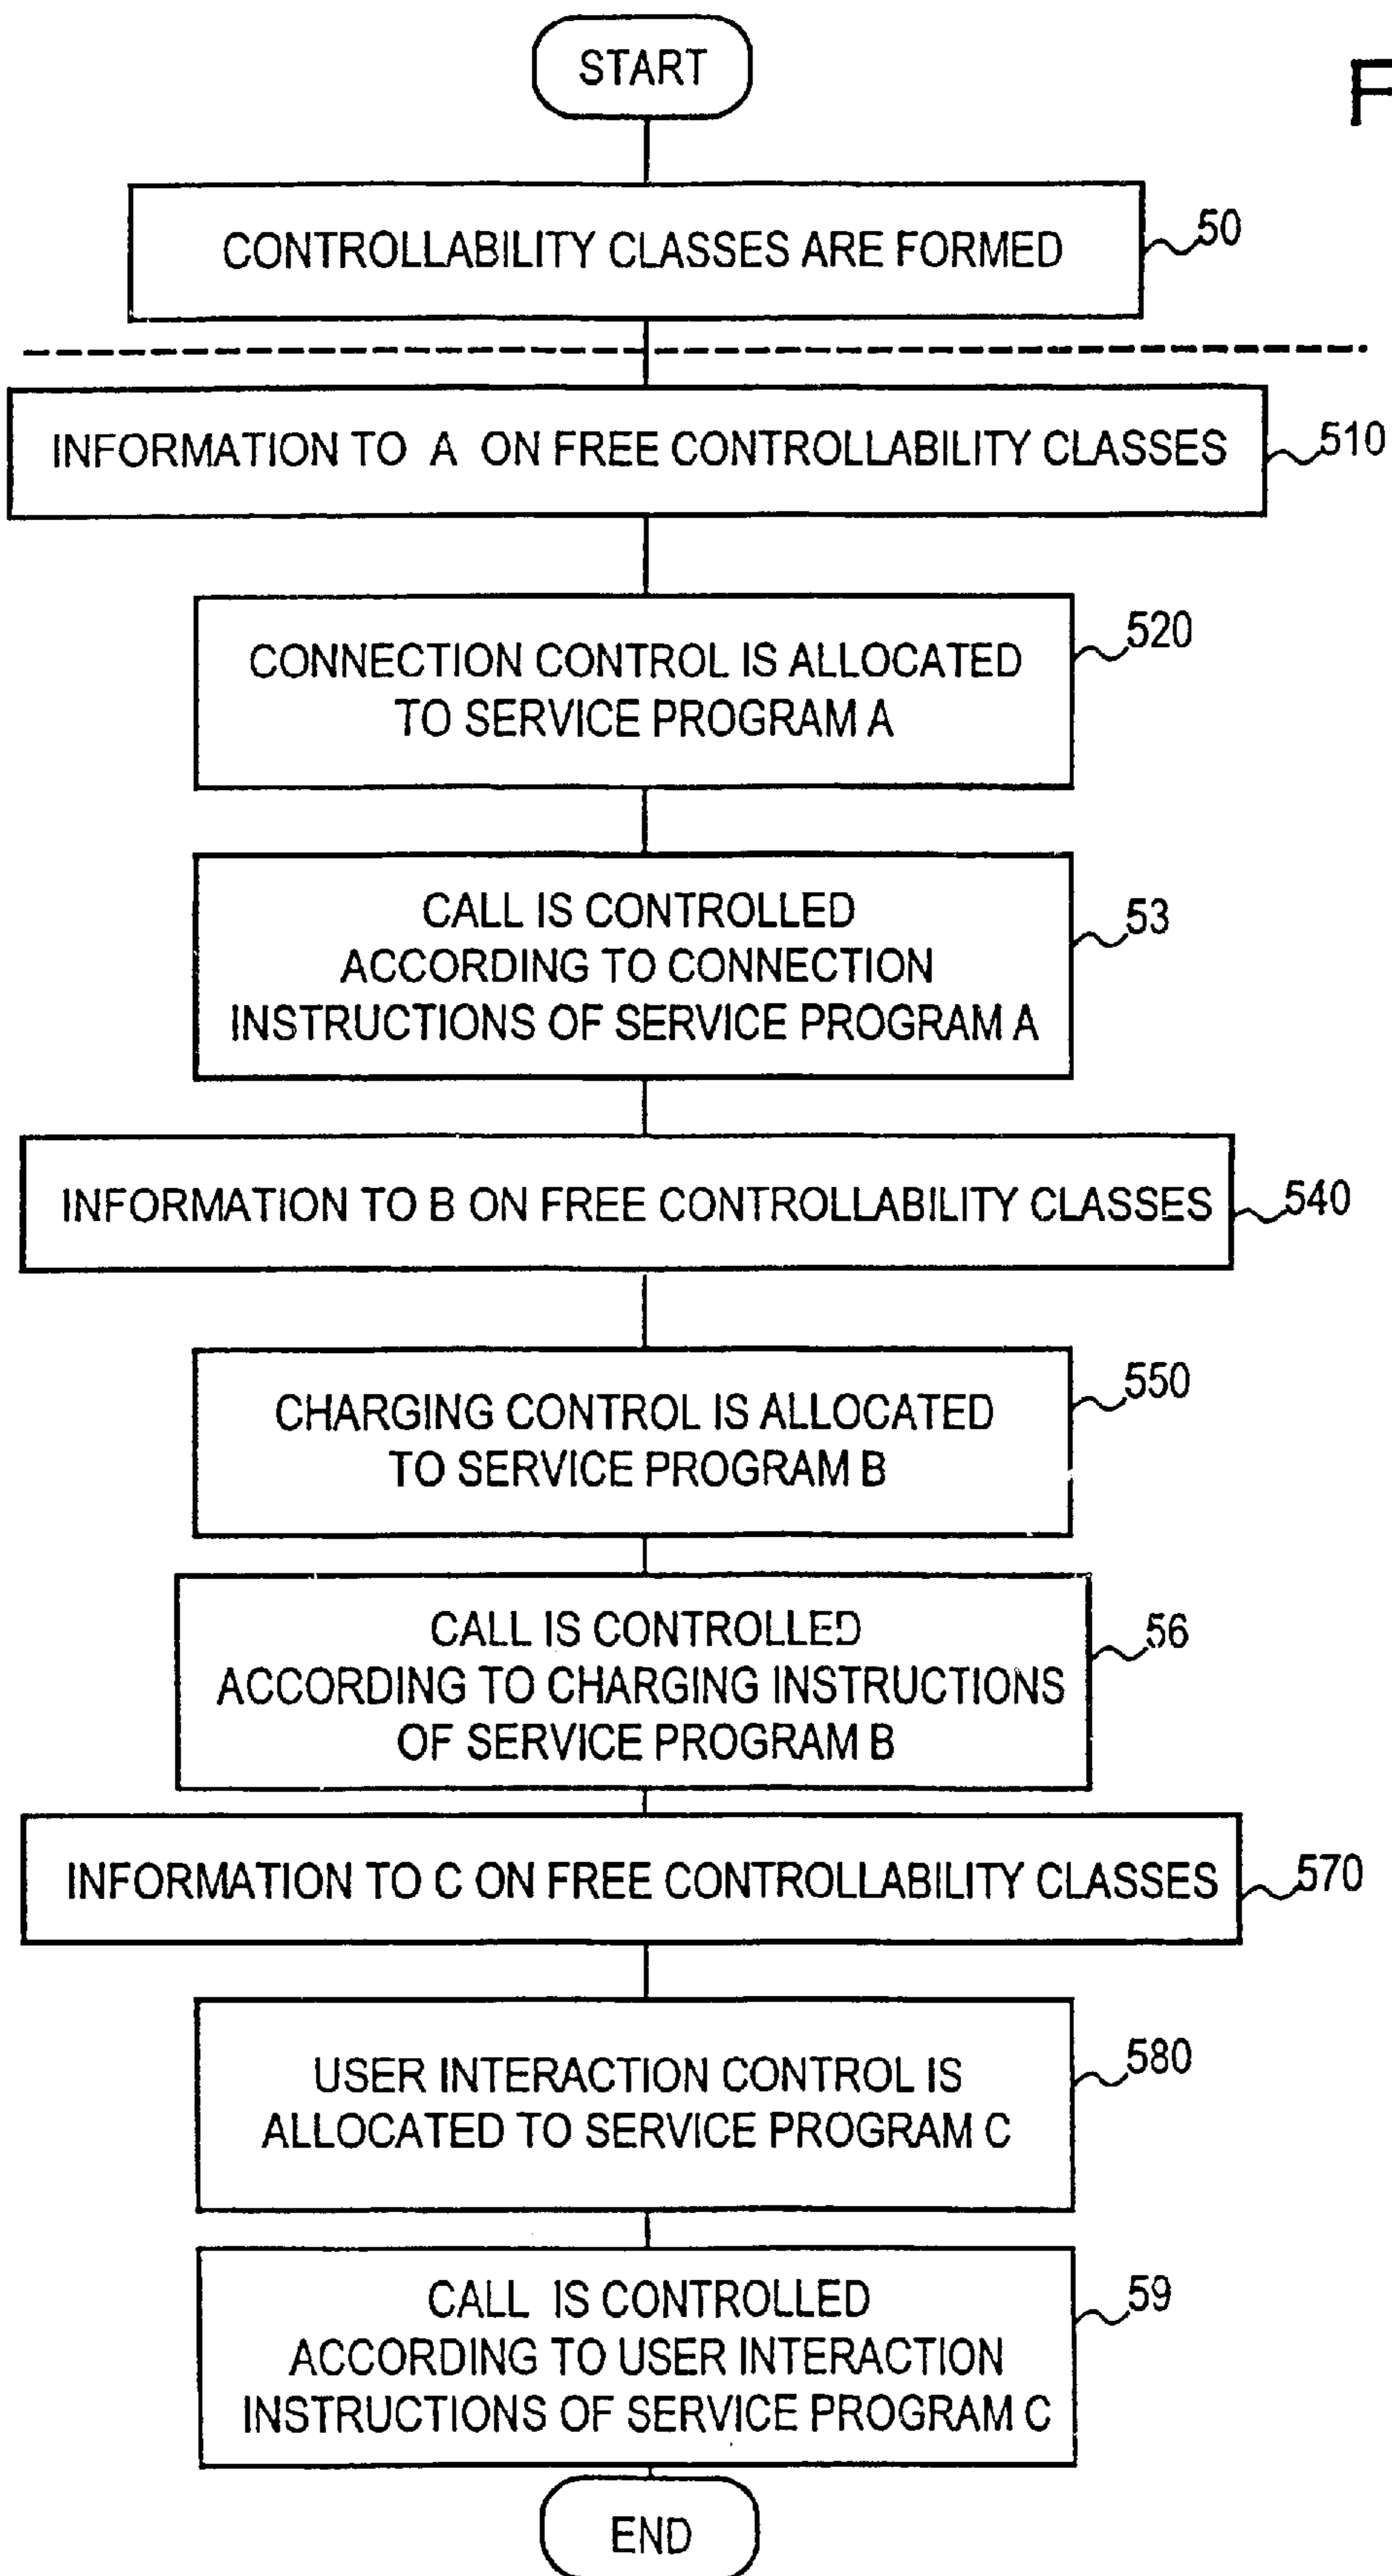 START
F
CONTROLLABILITY CLASSES ARE FORMED
50
INFORMATION TO A ON FREE CONTROLLABILITY CLASSES
510
CONNECTION CONTROL IS ALLOCATED
TO SERVICE PROGRAM A
520
CALL IS CONTROLLED
ACCORDING TO CONNECTION
INSTRUCTIONS OF SERVICE PROGRAM A
53
INFORMATION TO B ON FREE CONTROLLABILITY CLASSES
540
CHARGING CONTROL IS ALLOCATED
TO SERVICE PROGRAM B
550
CALL IS CONTROLLED
ACCORDING TO CHARGING INSTRUCTIONS
OF SERVICE PROGRAM B
56
INFORMATION TO C ON FREE CONTROLLABILITY CLASSES
570
USER INTERACTION CONTROL IS
ALLOCATED TO SERVICE PROGRAM C
580
CALL IS CONTROLLED
ACCORDING TO USER INTERACTION
INSTRUCTIONS OF SERVICE PROGRAM C
59
END